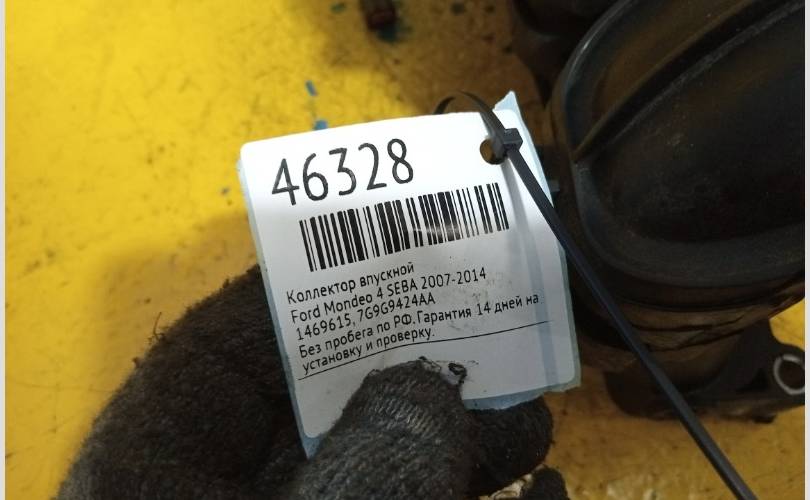 46328
Коллектор впускной
Ford Mondeo 4 SEBA 2007-2014
1469615, 7G9G9424AA
Без пробега по РФ. Гарантия 14 дней на
установку и проверку.